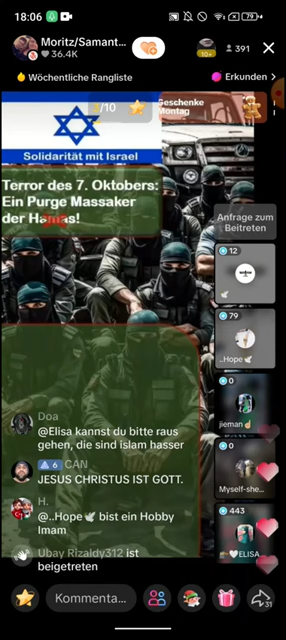 18:06
79
Moritz/Samant...
36.4K
391
10+
Wöchentliche Rangliste
Erkunden >
/10
Geschenke
Montag
Solidarität mit Israel
Terror des 7. Oktobers:
Ein Purge Massaker
der Hamas!
Anfrage zum
Beitreten
12
79
..Hope🕊
0
jieman☝
0
Myself-she...
443
🤍ELISA
Doa
@Elisa kannst du bitte raus
gehen, die sind islam hasser
6 CAN
JESUS CHRISTUS IST GOTT.
H.
@..Hope🕊 bist ein Hobby
Imam
Ubay Rizaldy312 ist
beigetreten
Kommenta...
31